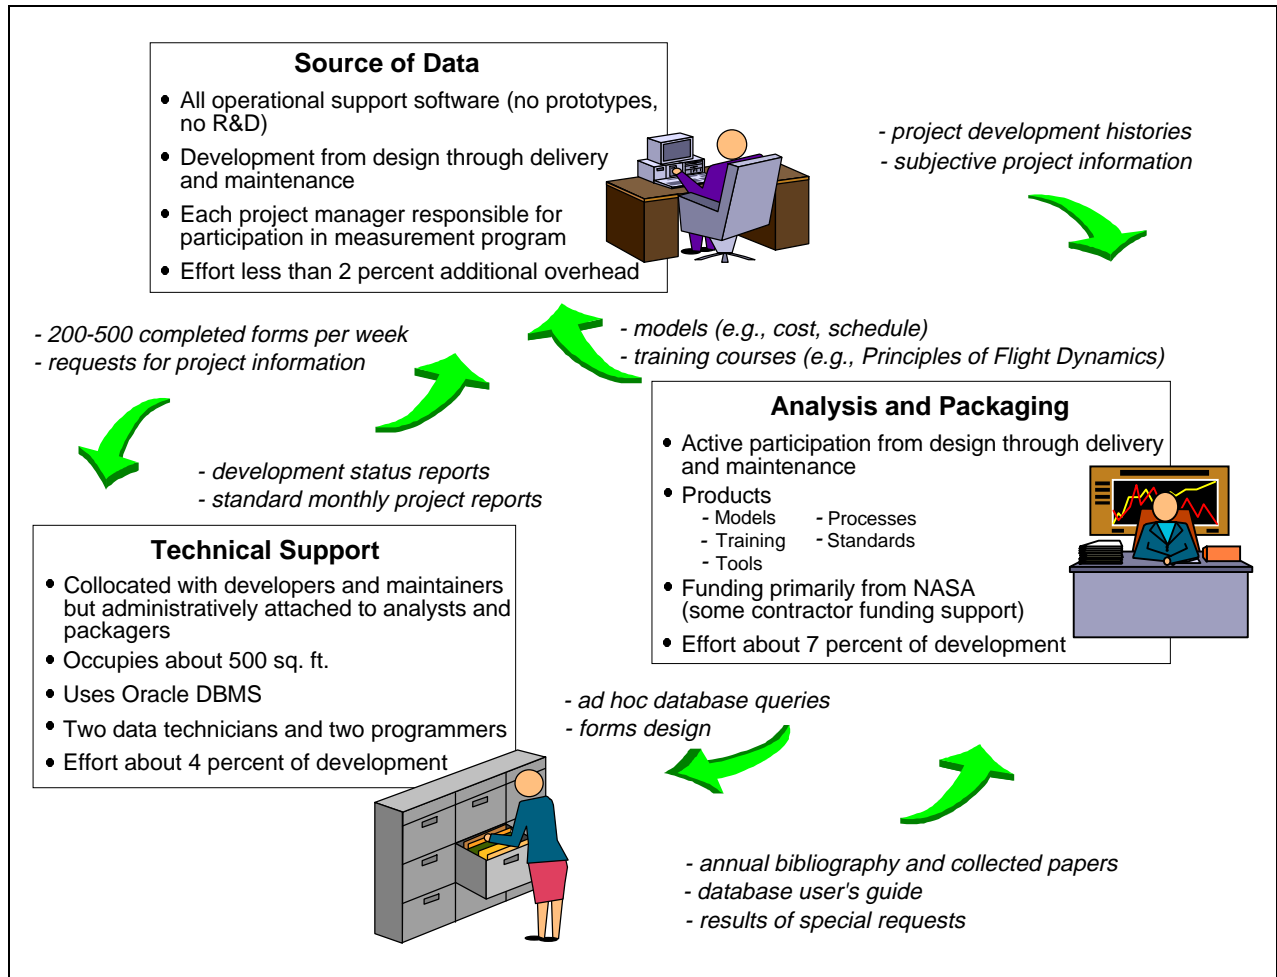 Source of Data
• All operational support software (no prototypes,
no R&D)
• Development from design through delivery
and maintenance
• Each project manager responsible for
participation in measurement program
• Effort less than 2 percent additional overhead
- project development histories
- subjective project information
- 200-500 completed forms per week
- requests for project information
- models (e.g., cost, schedule)
- training courses (e.g., Principles of Flight Dynamics)
- development status reports
- standard monthly project reports
Analysis and Packaging
• Active participation from design through delivery
and maintenance
• Products
- Models
- Training
- Tools
- Processes
- Standards
• Funding primarily from NASA
(some contractor funding support)
• Effort about 7 percent of development
Technical Support
• Collocated with developers and maintainers
but administratively attached to analysts and
packagers
• Occupies about 500 sq. ft.
• Uses Oracle DBMS
• Two data technicians and two programmers
• Effort about 4 percent of development
- ad hoc database queries
- forms design
- annual bibliography and collected papers
- database user's guide
- results of special requests